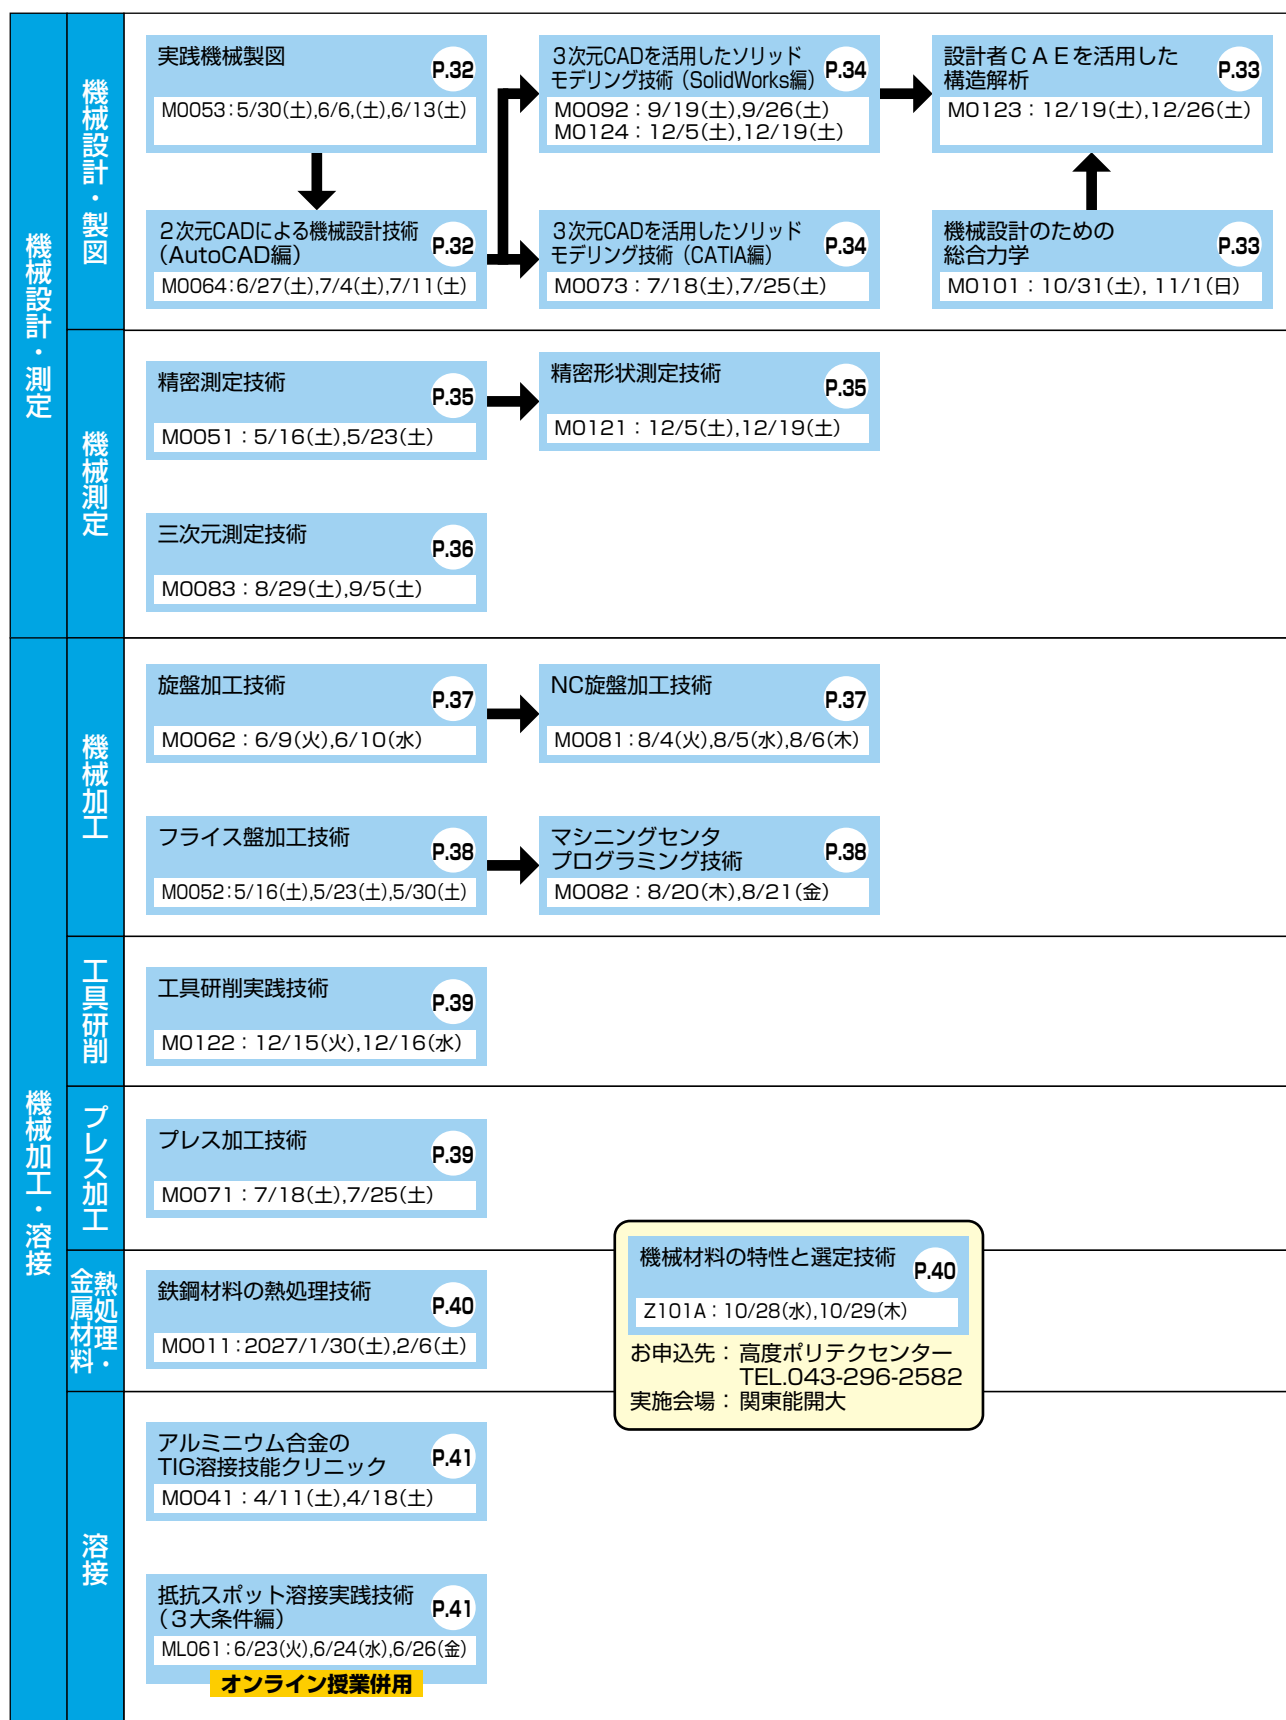 機械設計・測定
機械設計・製図
実践機械製図
P.32
M0053：5/30(土),6/6,(土),6/13(土)
３次元CADを活用したソリッド
モデリング技術（SolidWorks編）
P.34
M0092：9/19(土),9/26(土)
M0124：12/5(土),12/19(土)
設計者ＣＡＥを活用した
構造解析
P.33
M0123：12/19(土),12/26(土)
２次元CADによる機械設計技術
（AutoCAD編）
P.32
M0064：6/27(土),7/4(土),7/11(土)
３次元CADを活用したソリッド
モデリング技術（CATIA編）
P.34
M0073：7/18(土),7/25(土)
機械設計のための
総合力学
P.33
M0101：10/31(土), 11/1(日)
機械測定
精密測定技術
P.35
M0051：5/16(土),5/23(土)
精密形状測定技術
P.35
M0121：12/5(土),12/19(土)
三次元測定技術
P.36
M0083：8/29(土),9/5(土)
機械加工・溶接
機械加工
旋盤加工技術
P.37
M0062：6/9(火),6/10(水)
NC旋盤加工技術
P.37
M0081：8/4(火),8/5(水),8/6(木)
フライス盤加工技術
P.38
M0052：5/16(土),5/23(土),5/30(土)
マシニングセンタ
プログラミング技術
P.38
M0082：8/20(木),8/21(金)
工具研削
工具研削実践技術
P.39
M0122：12/15(火),12/16(水)
プレス加工
プレス加工技術
P.39
M0071：7/18(土),7/25(土)
熱処理・
金属材料
鉄鋼材料の熱処理技術
P.40
M0011：2027/1/30(土),2/6(土)
機械材料の特性と選定技術
P.40
Z101A：10/28(水),10/29(木)
お申込先：高度ポリテクセンター
TEL.043-296-2582
実施会場：関東能開大
溶接
アルミニウム合金の
TIG溶接技能クリニック
P.41
M0041：4/11(土),4/18(土)
抵抗スポット溶接実践技術
（３大条件編）
P.41
ML061：6/23(火),6/24(水),6/26(金)
オンライン授業併用